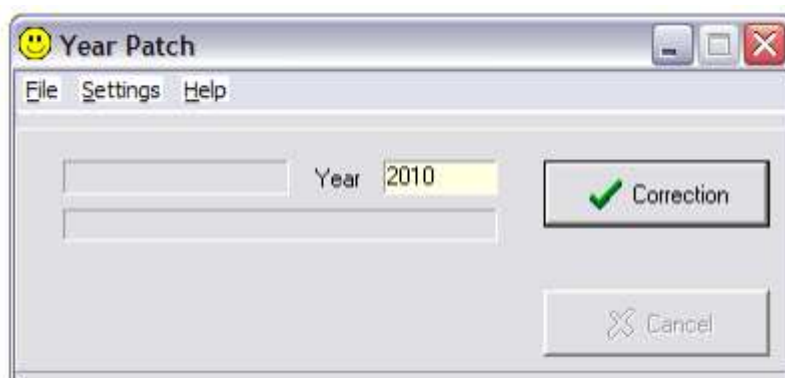 Year Patch
File Settings Help
Year 2010
Correction
Cancel